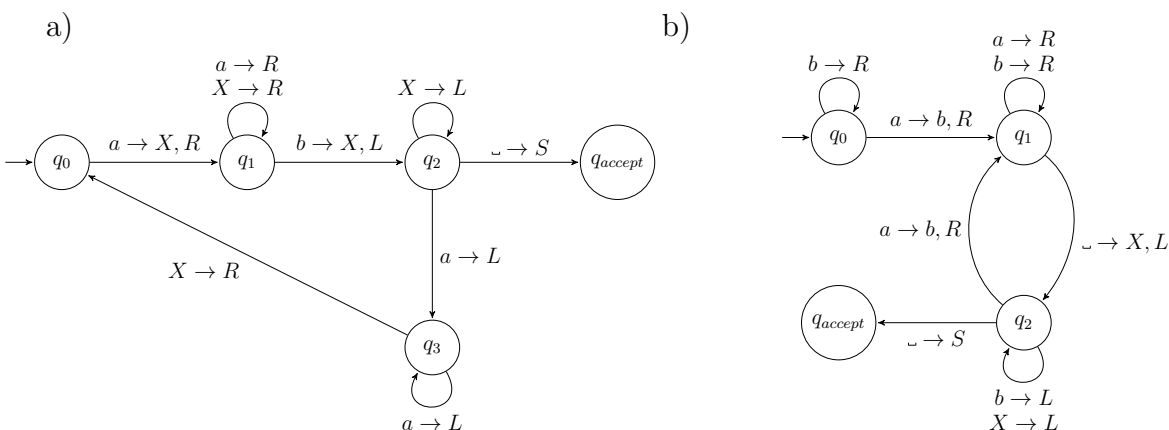 a)
a → R
X → R
X → L
q0
a → X, R
q1
b → X, L
q2
␣ → S
qaccept
X → R
a → L
q3
a → L
b)
b → R
a → R
b → R
q0
a → b, R
q1
a → b, R
␣ → X, L
qaccept
␣ → S
q2
b → L
X → L